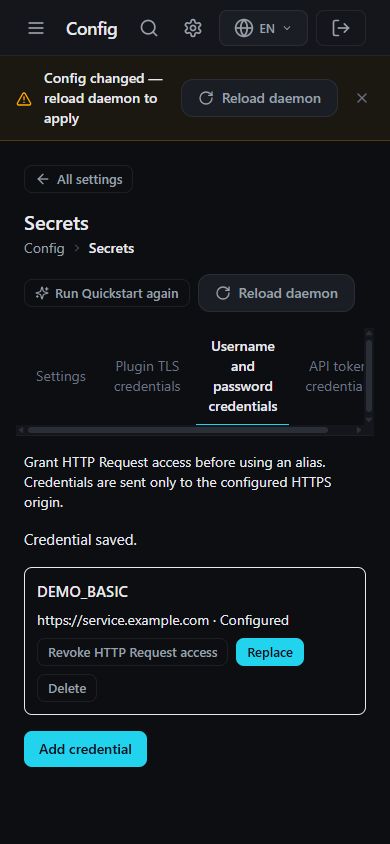 Config
EN
Config changed —
reload daemon to
apply
Reload daemon
All settings
Secrets
Config > Secrets
Run Quickstart again
Reload daemon
Settings
Plugin TLS
credentials
Username
and
password
credentials
API token
credentia
Grant HTTP Request access before using an alias.
Credentials are sent only to the configured HTTPS
origin.
Credential saved.
DEMO_BASIC
https://service.example.com · Configured
Revoke HTTP Request access
Replace
Delete
Add credential